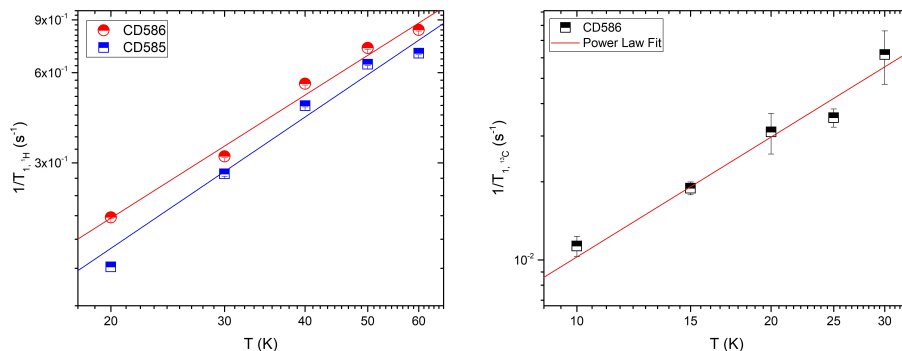 9x10⁻¹
6x10⁻¹
3x10⁻¹
1/T₁, ¹H (s⁻¹)
CD586
CD585
20 30 40 50 60
T (K)
10⁻²
1/T₁, ¹³C (s⁻¹)
CD586
Power Law Fit
10 15 20 25 30
T (K)